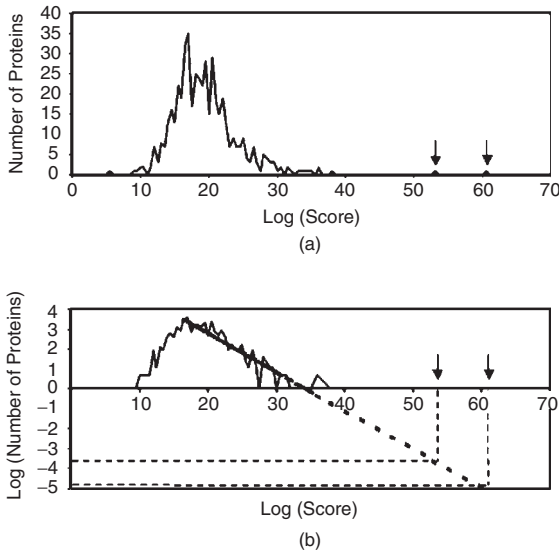 Number of Proteins
40
35
30
25
20
15
10
5
0
0 10 20 30 40 50 60 70
Log (Score)
(a)
Log (Number of Proteins)
4
3
2
1
0
10 20 30 40 50 60 70
−1
−2
−3
−4
−5
Log (Score)
(b)